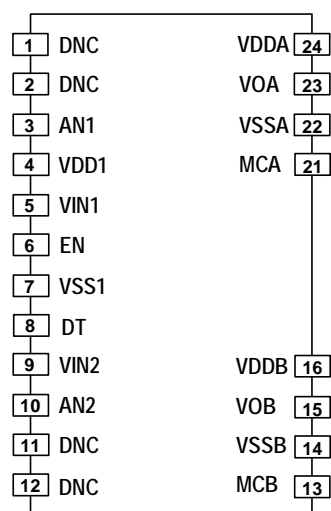 1 DNC VDDA 24
2 DNC VOA 23
3 AN1 VSSA 22
4 VDD1 MCA 21
5 VIN1
6 EN
7 VSS1
8 DT
9 VIN2 VDDB 16
10 AN2 VOB 15
11 DNC VSSB 14
12 DNC MCB 13